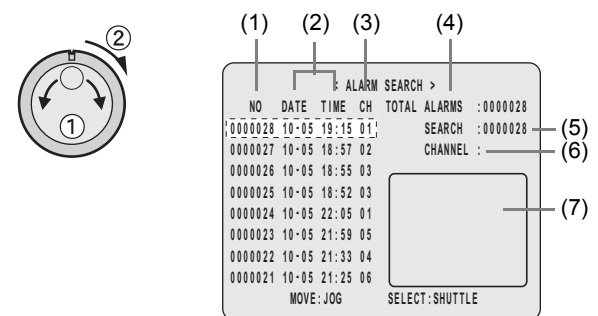 ②
①
(1) (2) (3) (4)
< ALARM SEARCH >
NO DATE TIME CH TOTAL ALARMS :0000028
0000028 10-05 19:15 01 SEARCH :0000028 (5)
0000027 10-05 18:57 02 CHANNEL : (6)
0000026 10-05 18:55 03
0000025 10-05 18:52 03
0000024 10-05 22:05 01 (7)
0000023 10-05 21:59 05
0000022 10-05 21:33 04
0000021 10-05 21:25 06
MOVE:JOG SELECT:SHUTTLE